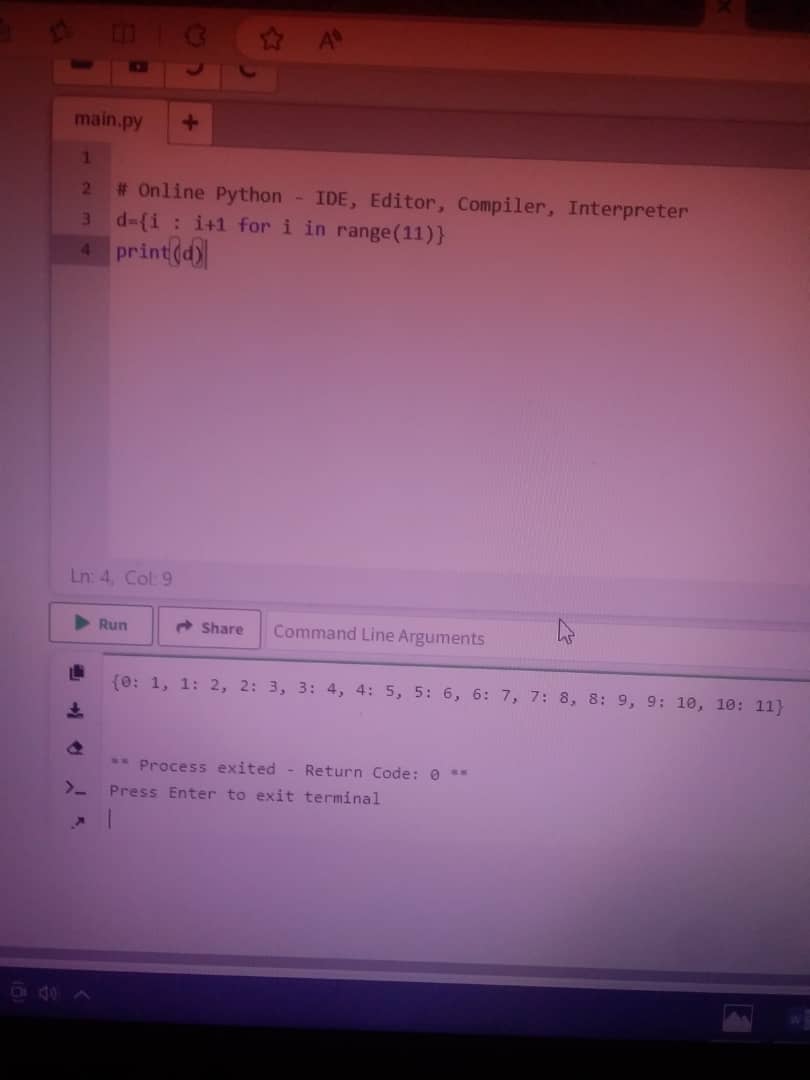 main.py
1
2 # Online Python - IDE, Editor, Compiler, Interpreter
3 d={i : i+1 for i in range(11)}
4 print(d)
Ln: 4, Col: 9
Run Share Command Line Arguments
{0: 1, 1: 2, 2: 3, 3: 4, 4: 5, 5: 6, 6: 7, 7: 8, 8: 9, 9: 10, 10: 11}
** Process exited - Return Code: 0 **
Press Enter to exit terminal